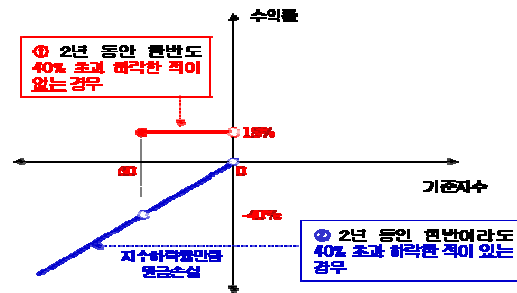 수익률
① 2년 동안 한번도
40% 초과 하락한 적이
없는 경우
기준지수
-40%
지수하락률만큼
원금손실
② 2년 동안 한번이라도
40% 초과 하락한 적이 있는
경우